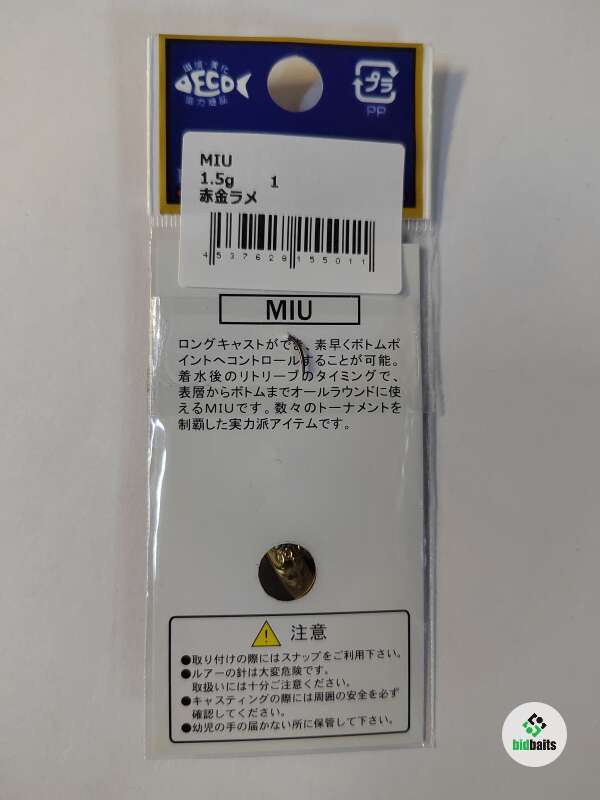 環境・美化
ECO
協力商品
プラ
PP
MIU
1.5g 1
赤金ラメ
4537628155011
MIU
ロングキャストができ、素早くボトムポ
イントへコントロールすることが可能。
着水後のリトリーブのタイミングで、
表層からボトムまでオールラウンドに使
えるMIUです。数々のトーナメントを
制覇した実力派アイテムです。
注意
●取り付けの際にはスナップをご利用下さい。
●ルアーの針は大変危険です。
取扱いには十分ご注意ください。
●キャスティングの際には周囲の安全を必ず
確認してください。
●幼児の手の届かない所に保管して下さい。
bidbaits